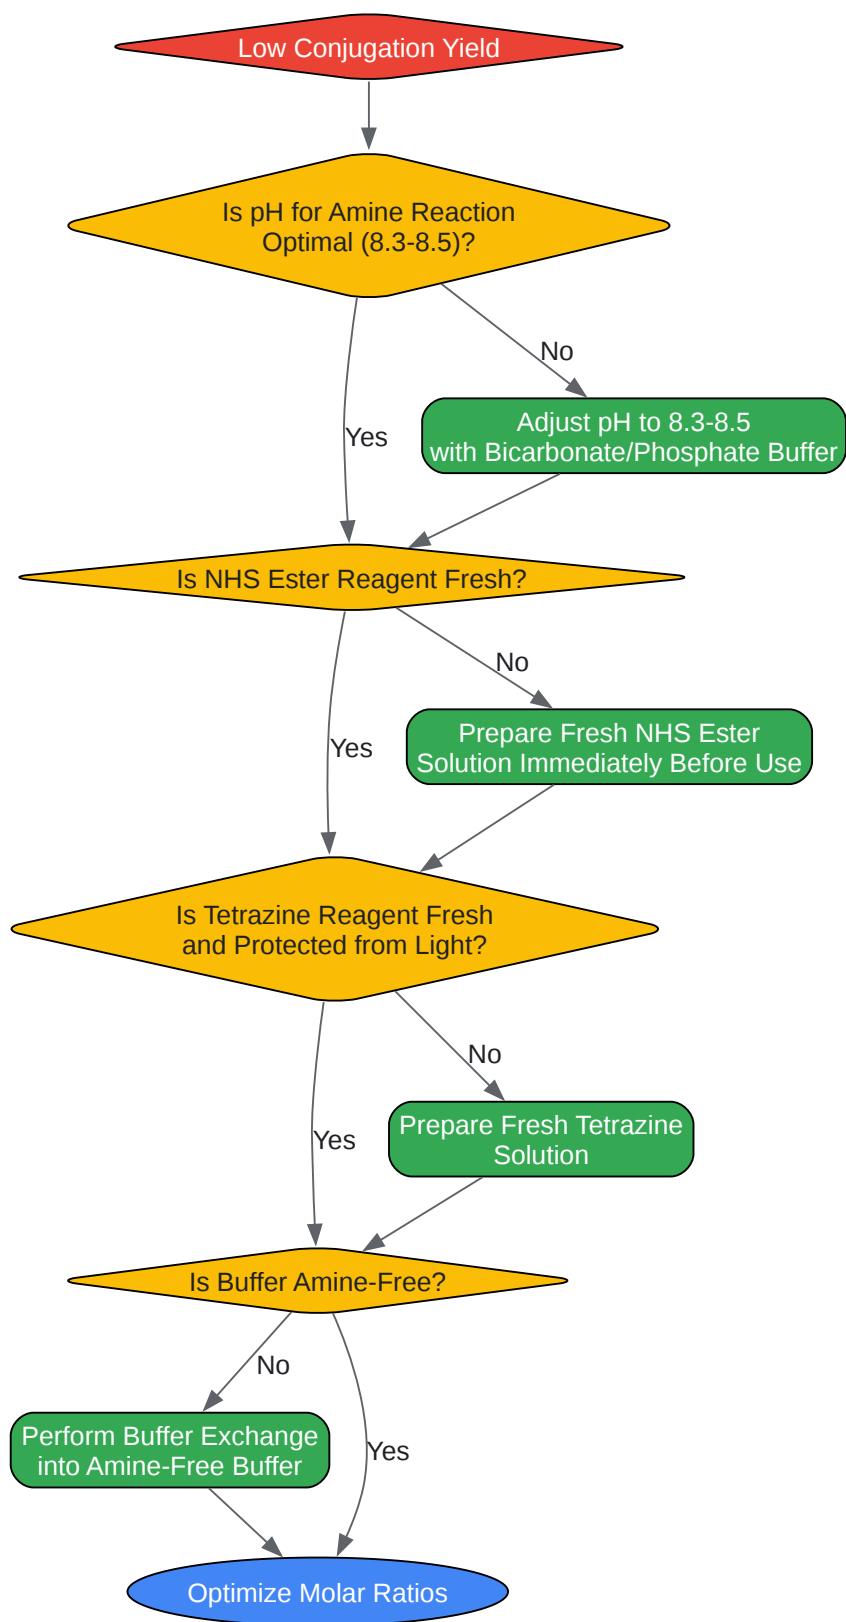 Low Conjugation Yield
Is pH for Amine Reaction
Optimal (8.3-8.5)?
No
Adjust pH to 8.3-8.5
with Bicarbonate/Phosphate Buffer
Yes
Is NHS Ester Reagent Fresh?
No
Prepare Fresh NHS Ester
Solution Immediately Before Use
Yes
Is Tetrazine Reagent Fresh
and Protected from Light?
No
Prepare Fresh Tetrazine
Solution
Yes
Is Buffer Amine-Free?
No
Perform Buffer Exchange
into Amine-Free Buffer
Yes
Optimize Molar Ratios